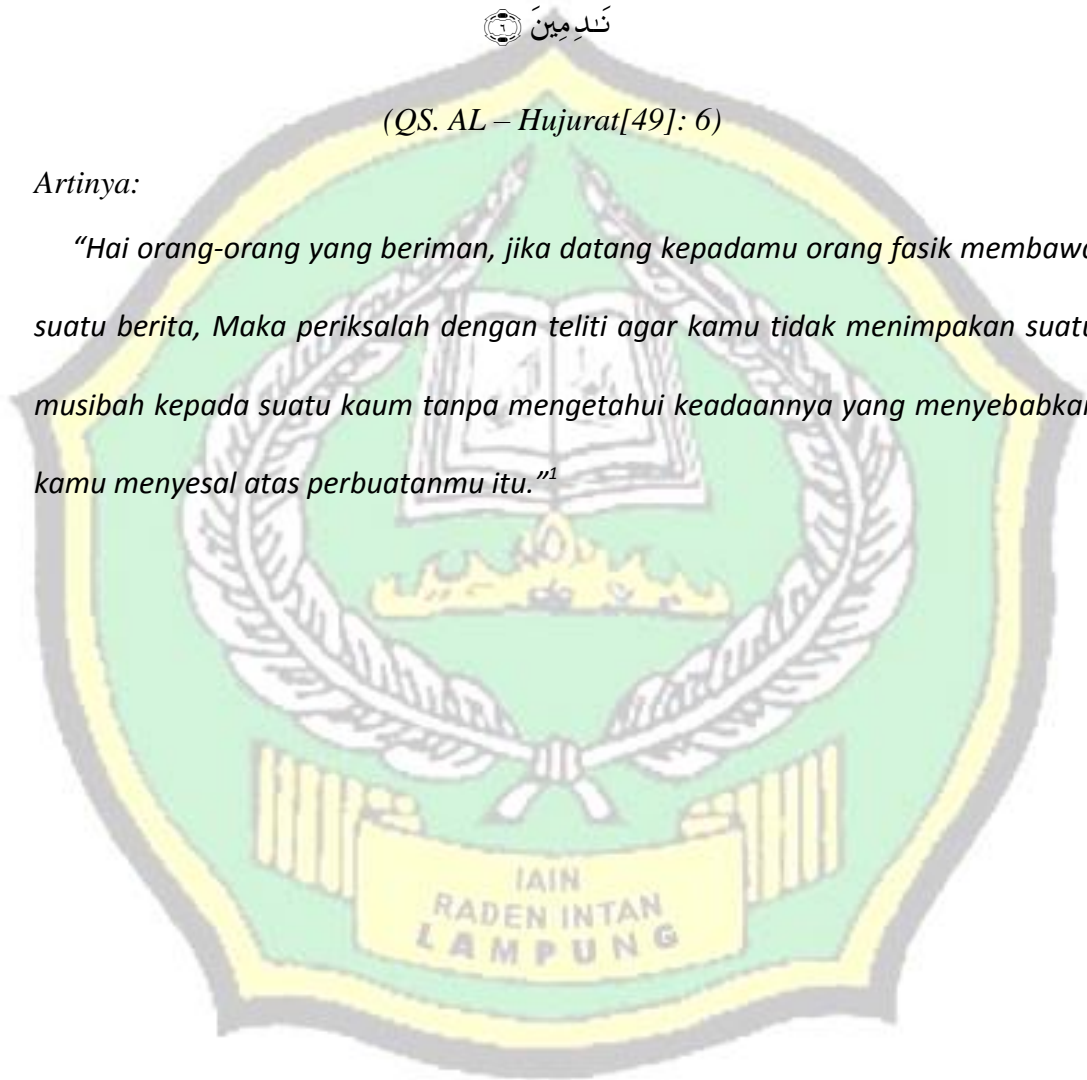 نَـٰدِمِينَ ۝٦
(QS. AL – Hujurat[49]: 6)
Artinya:
“Hai orang-orang yang beriman, jika datang kepadamu orang fasik membawa
suatu berita, Maka periksalah dengan teliti agar kamu tidak menimpakan suatu
musibah kepada suatu kaum tanpa mengetahui keadaannya yang menyebabkan
kamu menyesal atas perbuatanmu itu.”1
IAIN
RADEN INTAN
LAMPUNG